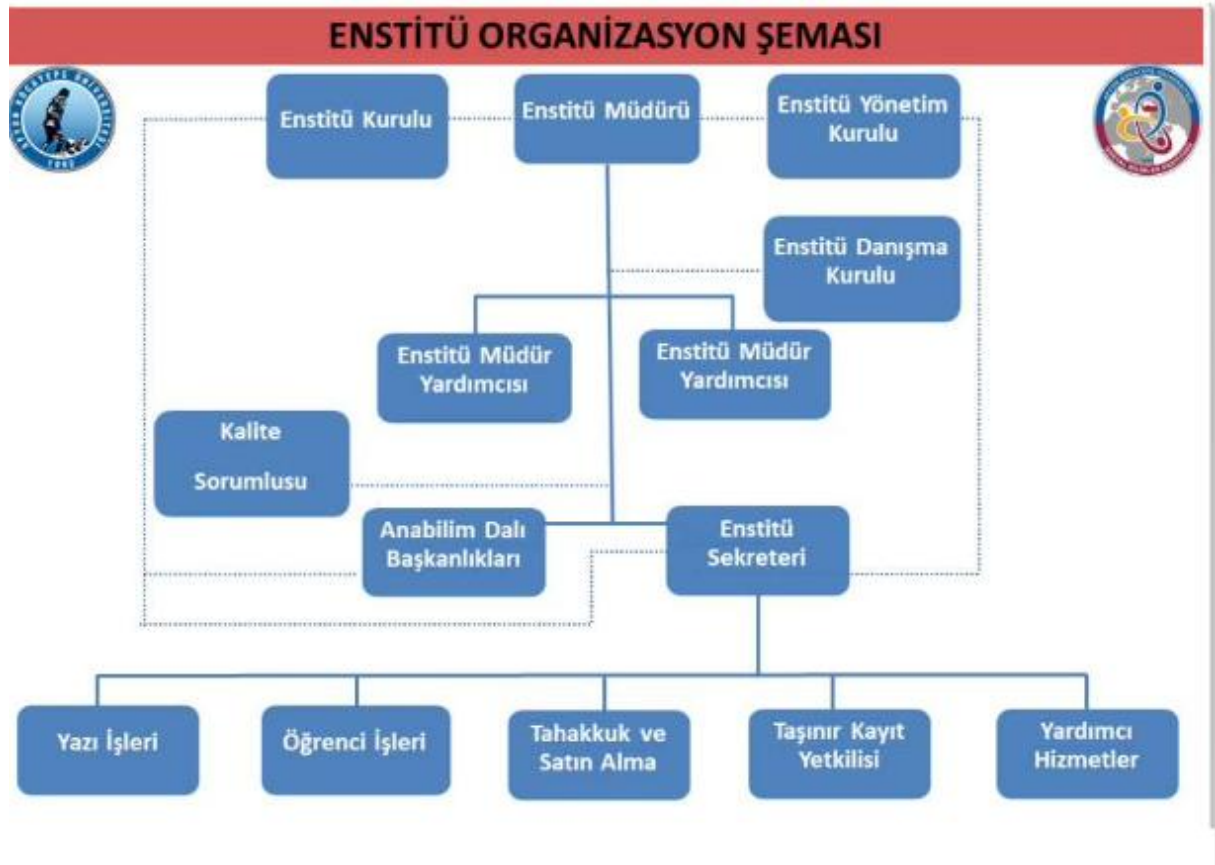 ENSTİTÜ ORGANİZASYON ŞEMASI
Enstitü Kurulu
Enstitü Müdürü
Enstitü Yönetim
Kurulu
Enstitü Danışma
Kurulu
Enstitü Müdür
Yardımcısı
Enstitü Müdür
Yardımcısı
Kalite
Sorumlusu
Anabilim Dalı
Başkanlıkları
Enstitü
Sekreteri
Yazı İşleri
Öğrenci İşleri
Tahakkuk ve
Satın Alma
Taşınır Kayıt
Yetkilisi
Yardımcı
Hizmetler